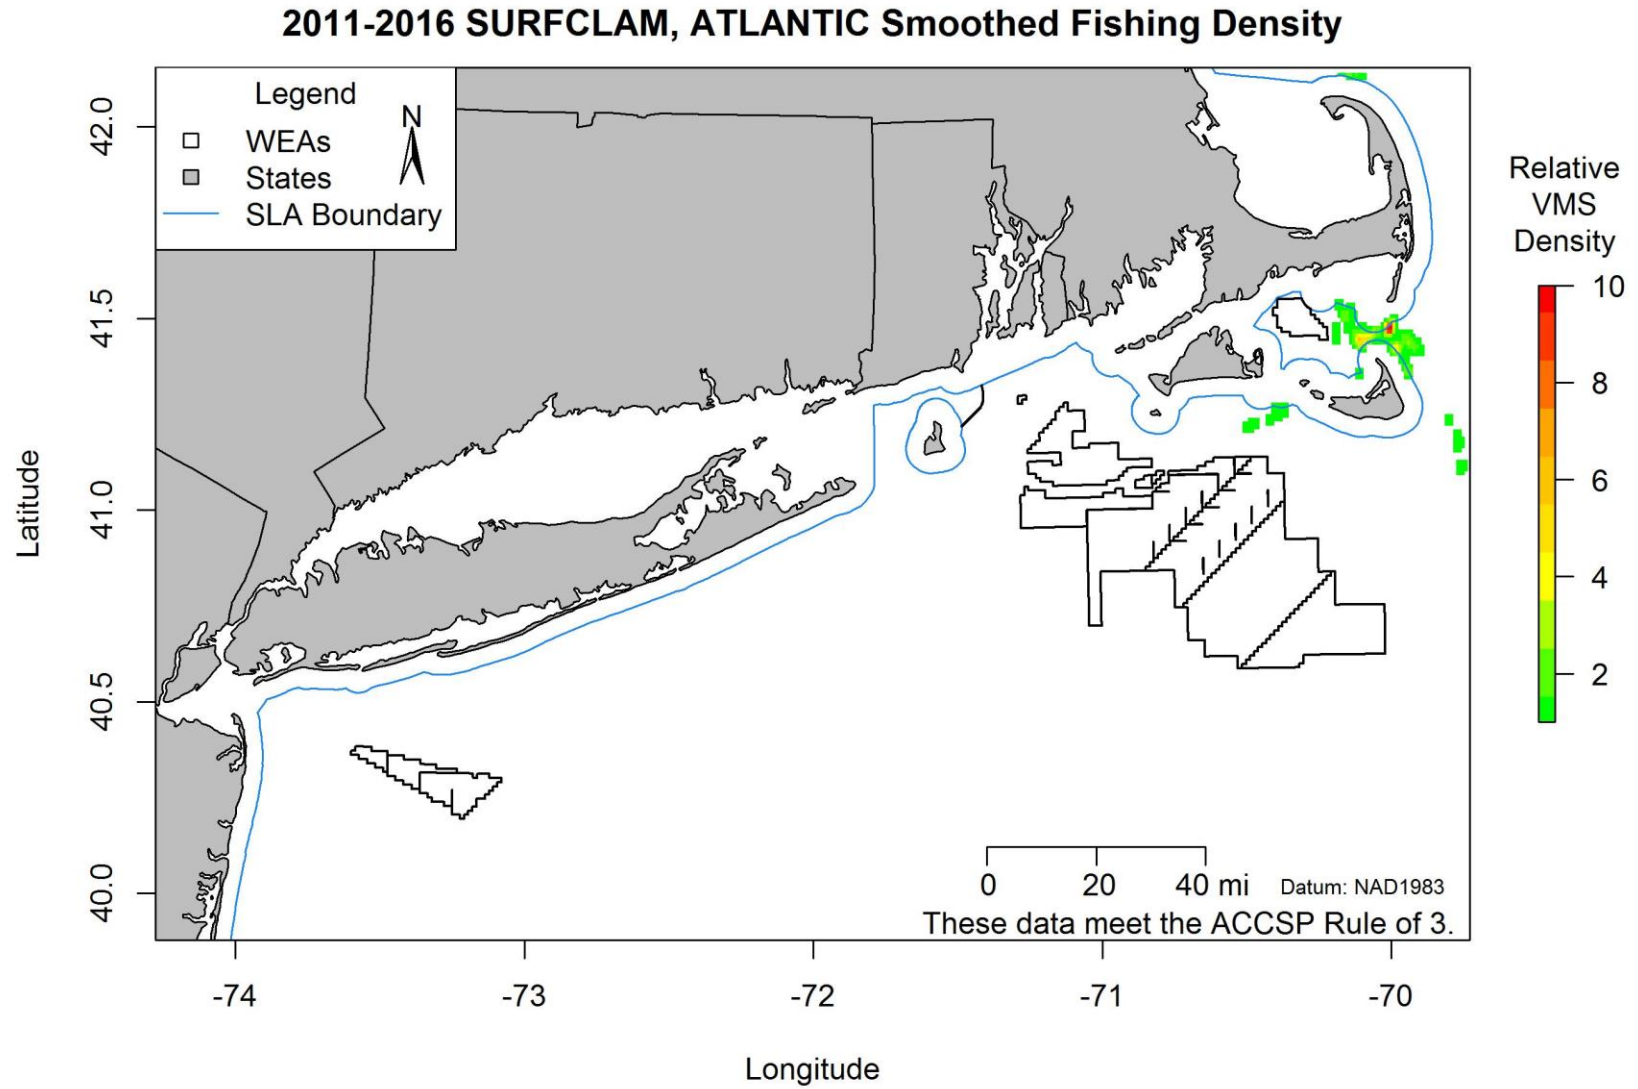 2011-2016 SURFCLAM, ATLANTIC Smoothed Fishing Density
Legend
N
WEAs
States
SLA Boundary
Relative
VMS
Density
10
8
6
4
2
Latitude
42.0
41.5
41.0
40.5
40.0
0 20 40 mi
Datum: NAD1983
These data meet the ACCSP Rule of 3.
-74 -73 -72 -71 -70
Longitude